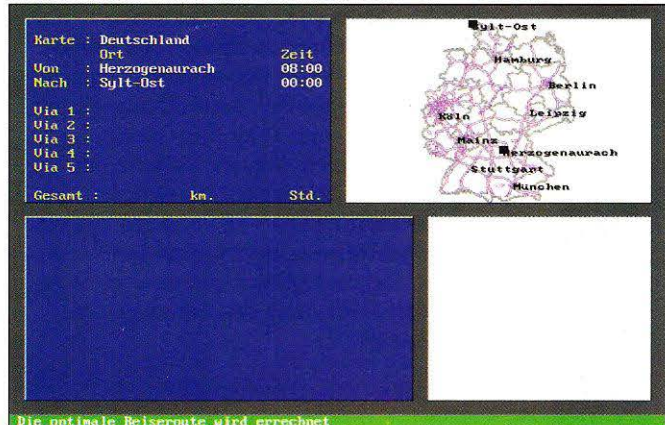 Karte : Deutschland
Ort Zeit
Von : Herzogenaurach 08:00
Nach : Sylt-Ost 00:00
Via 1 :
Via 2 :
Via 3 :
Via 4 :
Via 5 :
Gesamt : km. Std.
Sylt-Ost
Hamburg
Berlin
Köln
Leipzig
Mainz
Herzogenaurach
Stuttgart
München
Die optimale Reiseroute wird errechnet